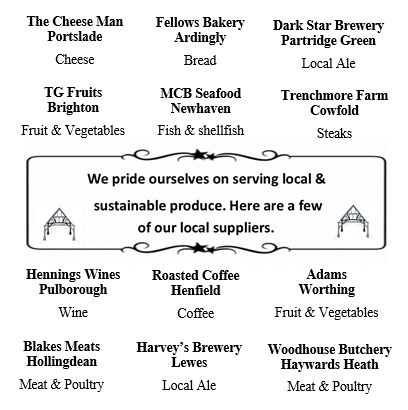 The Cheese Man
Portslade
Cheese
Fellows Bakery
Ardingly
Bread
Dark Star Brewery
Partridge Green
Local Ale
TG Fruits
Brighton
Fruit & Vegetables
MCB Seafood
Newhaven
Fish & shellfish
Trenchmore Farm
Cowfold
Steaks
We pride ourselves on serving local &
sustainable produce. Here are a few
of our local suppliers.
Hennings Wines
Pulborough
Wine
Roasted Coffee
Henfield
Coffee
Adams
Worthing
Fruit & Vegetables
Blakes Meats
Hollingdean
Meat & Poultry
Harvey's Brewery
Lewes
Local Ale
Woodhouse Butchery
Haywards Heath
Meat & Poultry